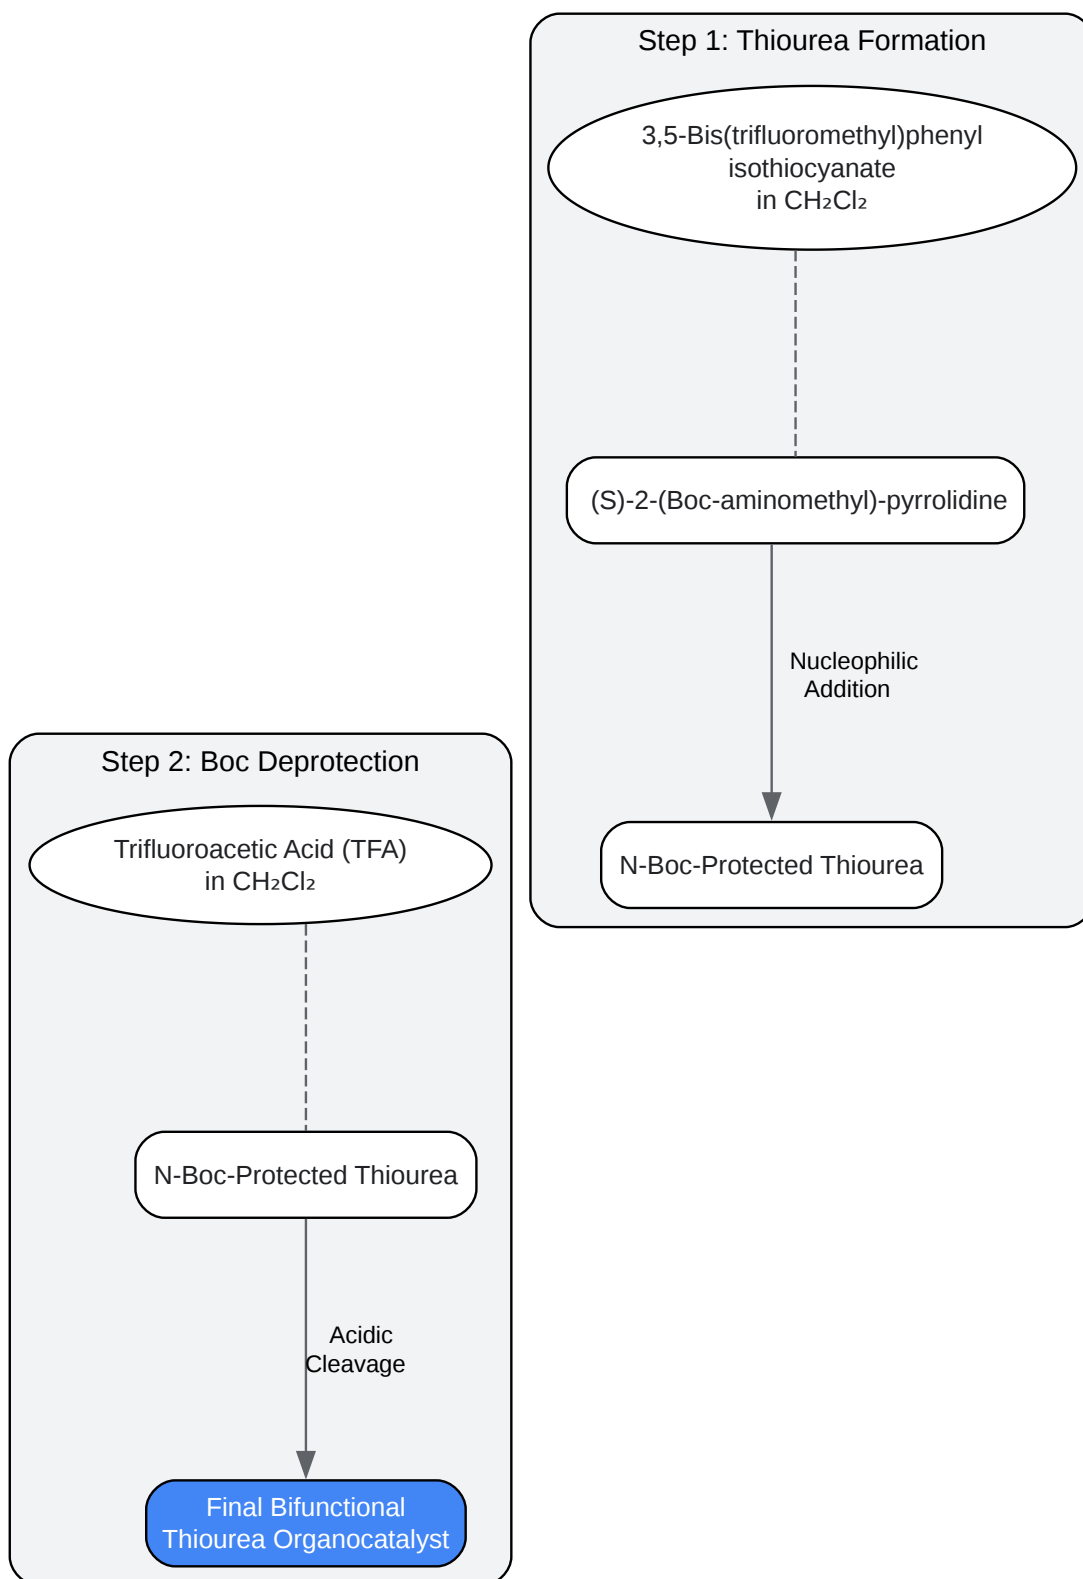 Step 1: Thiourea Formation
3,5-Bis(trifluoromethyl)phenyl
isothiocyanate
in CH₂Cl₂
(S)-2-(Boc-aminomethyl)-pyrrolidine
Nucleophilic
Addition
N-Boc-Protected Thiourea
Step 2: Boc Deprotection
Trifluoroacetic Acid (TFA)
in CH₂Cl₂
N-Boc-Protected Thiourea
Acidic
Cleavage
Final Bifunctional
Thiourea Organocatalyst